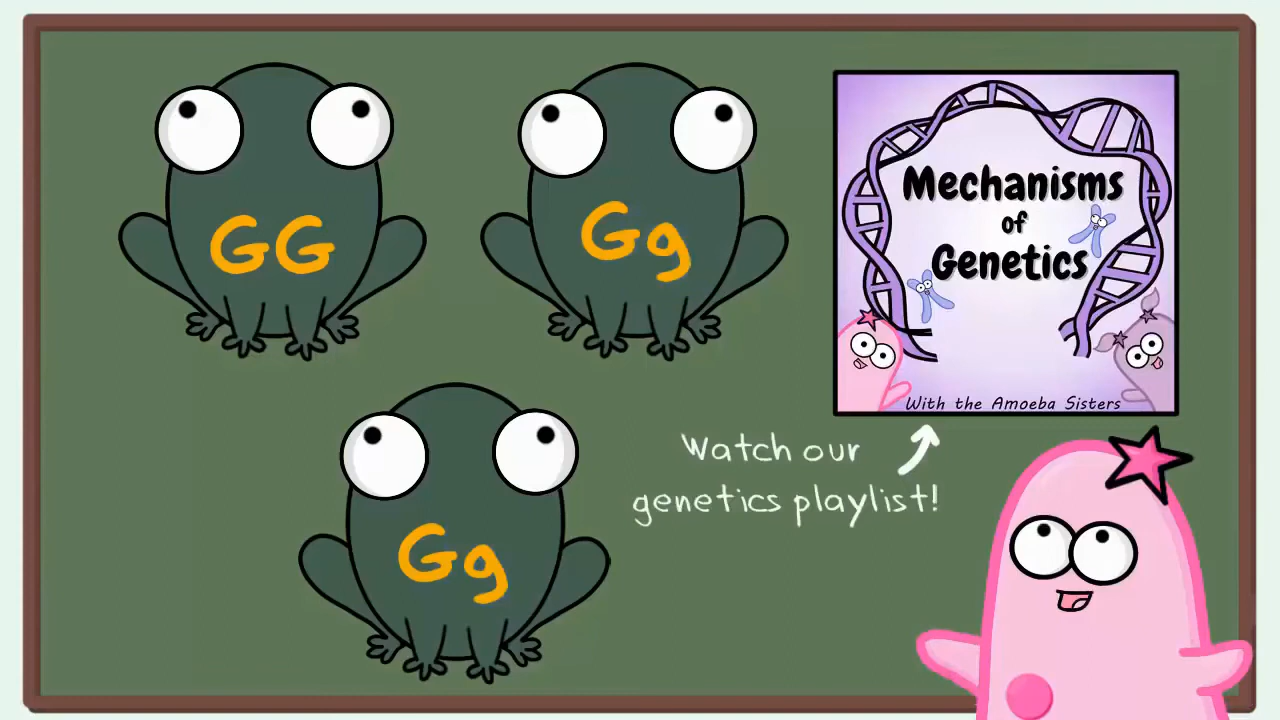 GG
Gg
Gg
Mechanisms
of
Genetics
With the Amoeba Sisters
Watch our
genetics playlist!